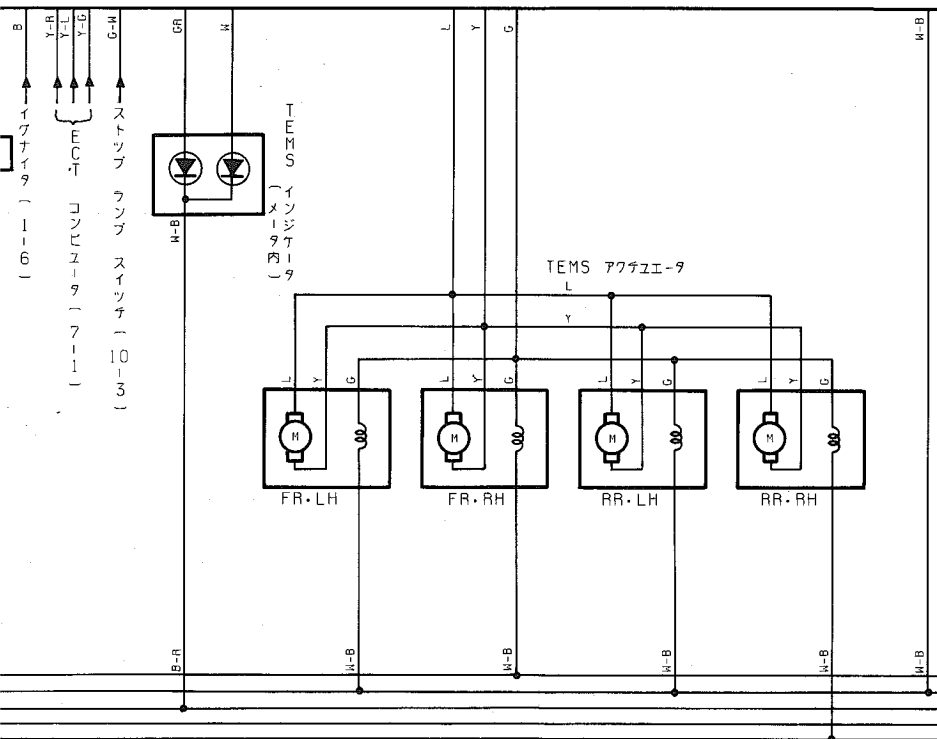 B
Y-R
Y-L
Y-G
G-W
GR
W
L
Y
G
W-B
イグナイタ (1-6)
ECT コンピュータ (7-1)
ストップ ランプ スイッチ (10-3)
TEMS インジケータ
(メータ内)
W-B
TEMS アクチュエータ
L
Y
L
Y
G
L
Y
G
L
Y
G
L
Y
G
M
M
M
M
FR・LH
FR・RH
RR・LH
RR・RH
B-R
W-B
W-B
W-B
W-B
W-B